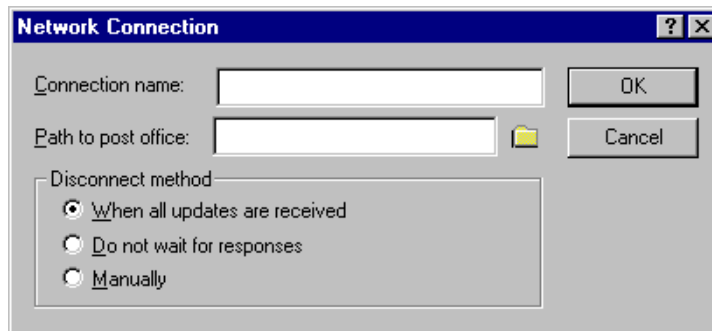 Network Connection
Connection name:
OK
Path to post office:
Cancel
Disconnect method
When all updates are received
Do not wait for responses
Manually